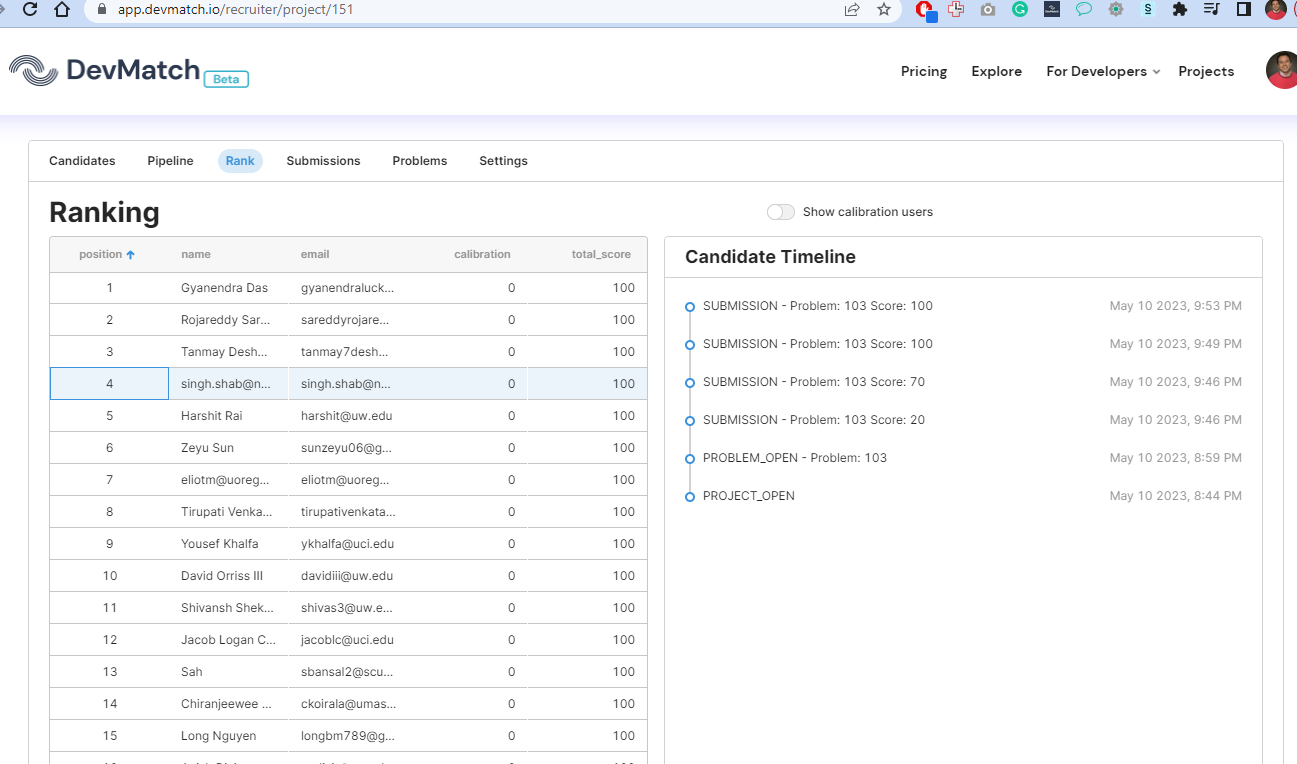 app.devmatch.io/recruiter/project/151
DevMatch Beta
Pricing Explore For Developers Projects
Candidates Pipeline Rank Submissions Problems Settings
Ranking
Show calibration users
position name email calibration total_score
1 Gyanendra Das gyanendraluck... 0 100
2 Rojareddy Sar... sareddyrojare... 0 100
3 Tanmay Desh... tanmay7desh... 0 100
4 singh.shab@n... singh.shab@n... 0 100
5 Harshit Rai harshit@uw.edu 0 100
6 Zeyu Sun sunzeyu06@g... 0 100
7 eliotm@uoreg... eliotm@uoreg... 0 100
8 Tirupati Venka... tirupativenkata... 0 100
9 Yousef Khalfa ykhalfa@uci.edu 0 100
10 David Orriss III davidiii@uw.edu 0 100
11 Shivansh Shek... shivas3@uw.e... 0 100
12 Jacob Logan C... jacoblc@uci.edu 0 100
13 Sah sbansal2@scu... 0 100
14 Chiranjeewee ... ckoirala@umas... 0 100
15 Long Nguyen longbm789@g... 0 100
Candidate Timeline
SUBMISSION - Problem: 103 Score: 100 May 10 2023, 9:53 PM
SUBMISSION - Problem: 103 Score: 100 May 10 2023, 9:49 PM
SUBMISSION - Problem: 103 Score: 70 May 10 2023, 9:46 PM
SUBMISSION - Problem: 103 Score: 20 May 10 2023, 9:46 PM
PROBLEM_OPEN - Problem: 103 May 10 2023, 8:59 PM
PROJECT_OPEN May 10 2023, 8:44 PM